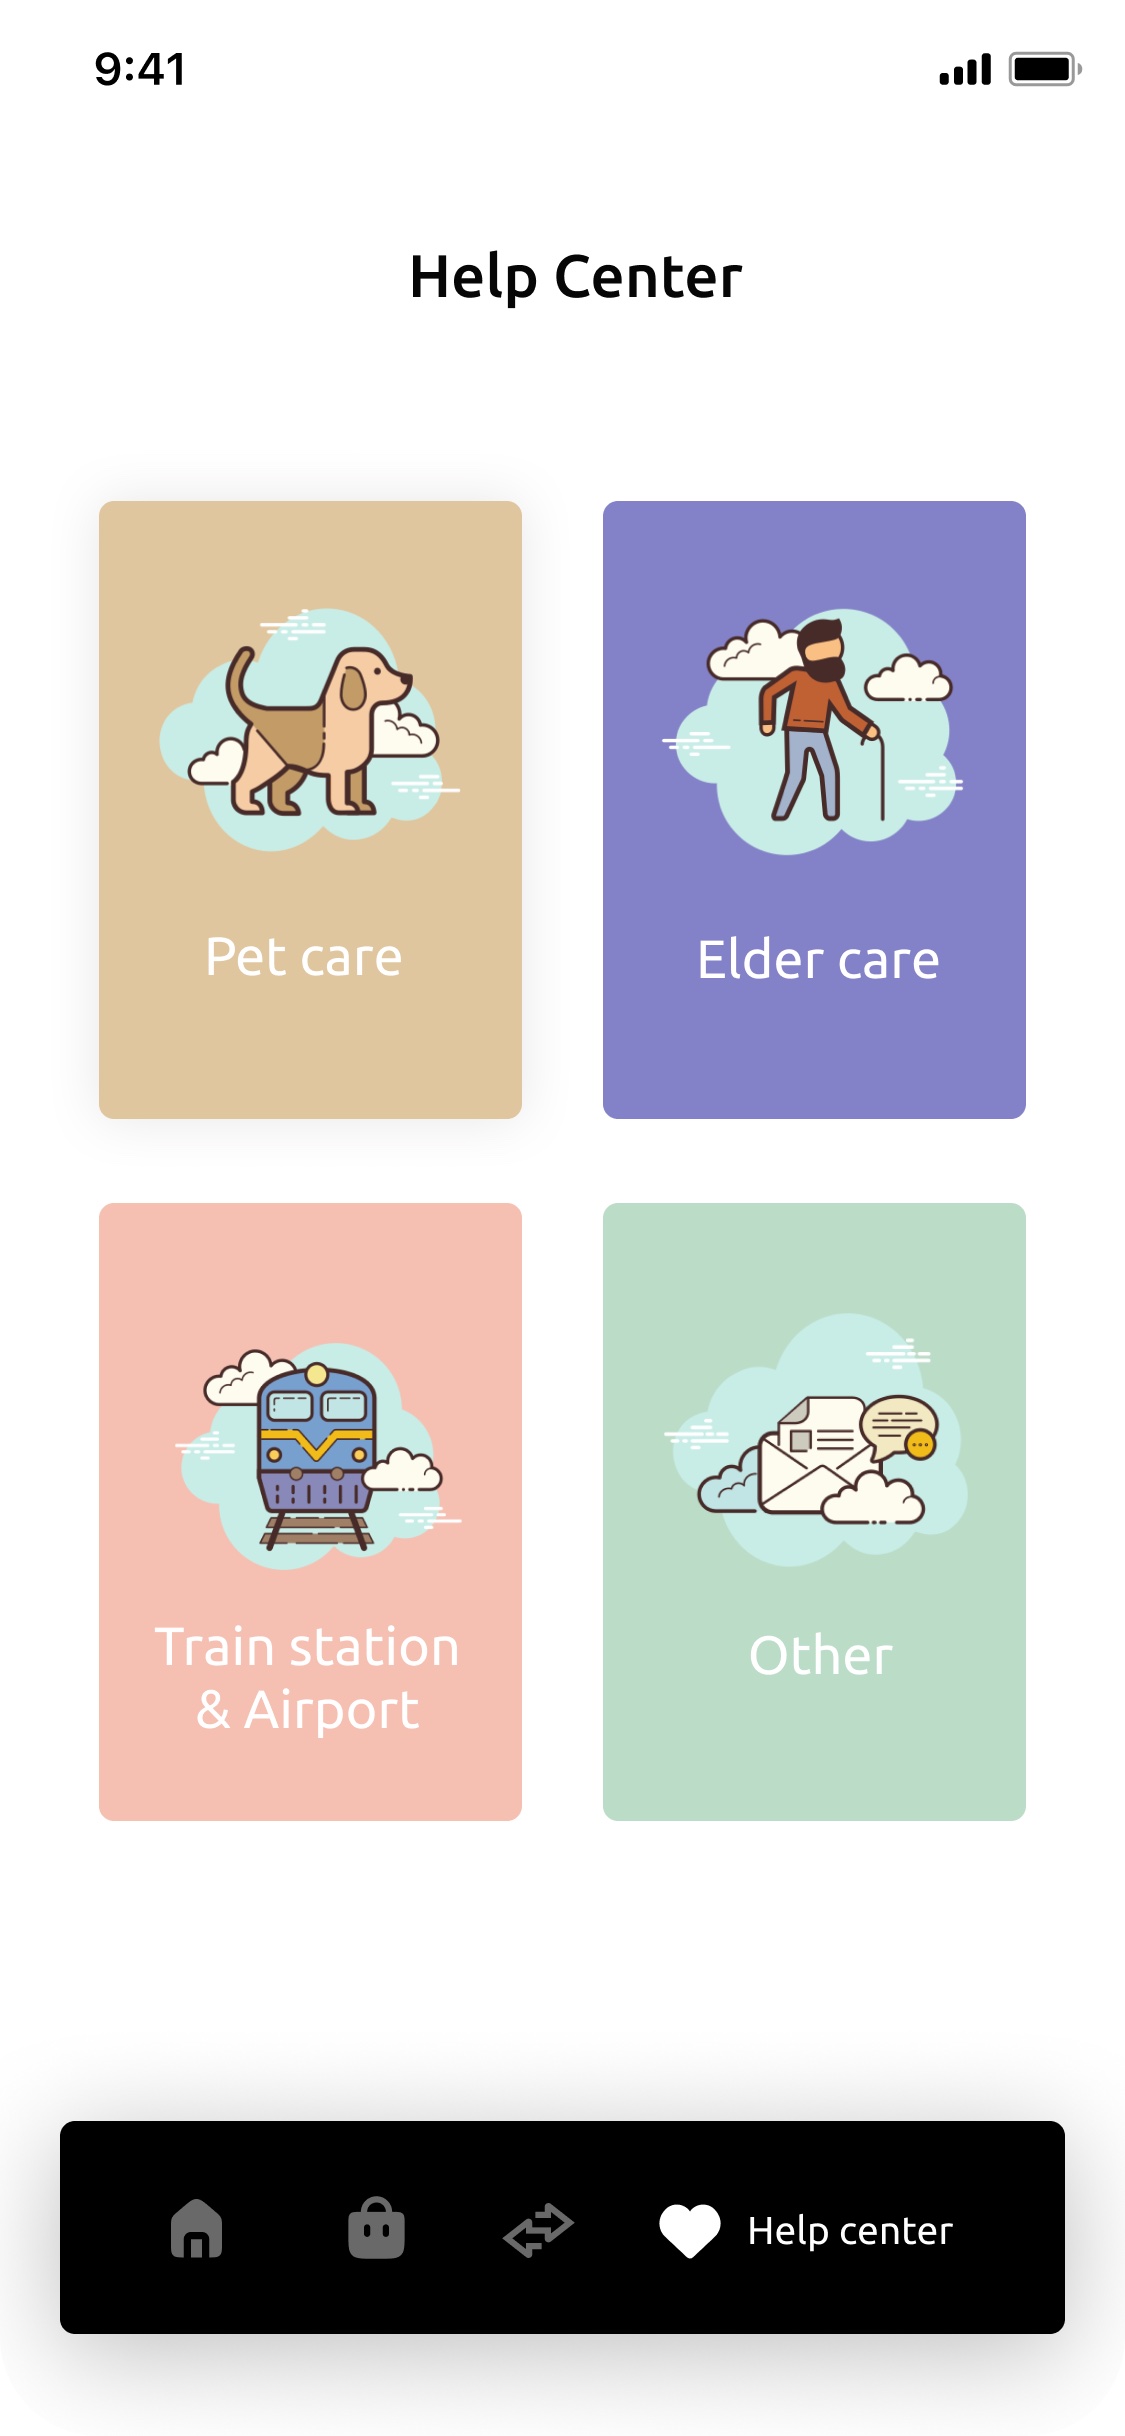 9:41
Help Center
Pet care
Elder care
Train station
& Airport
Other
Help center